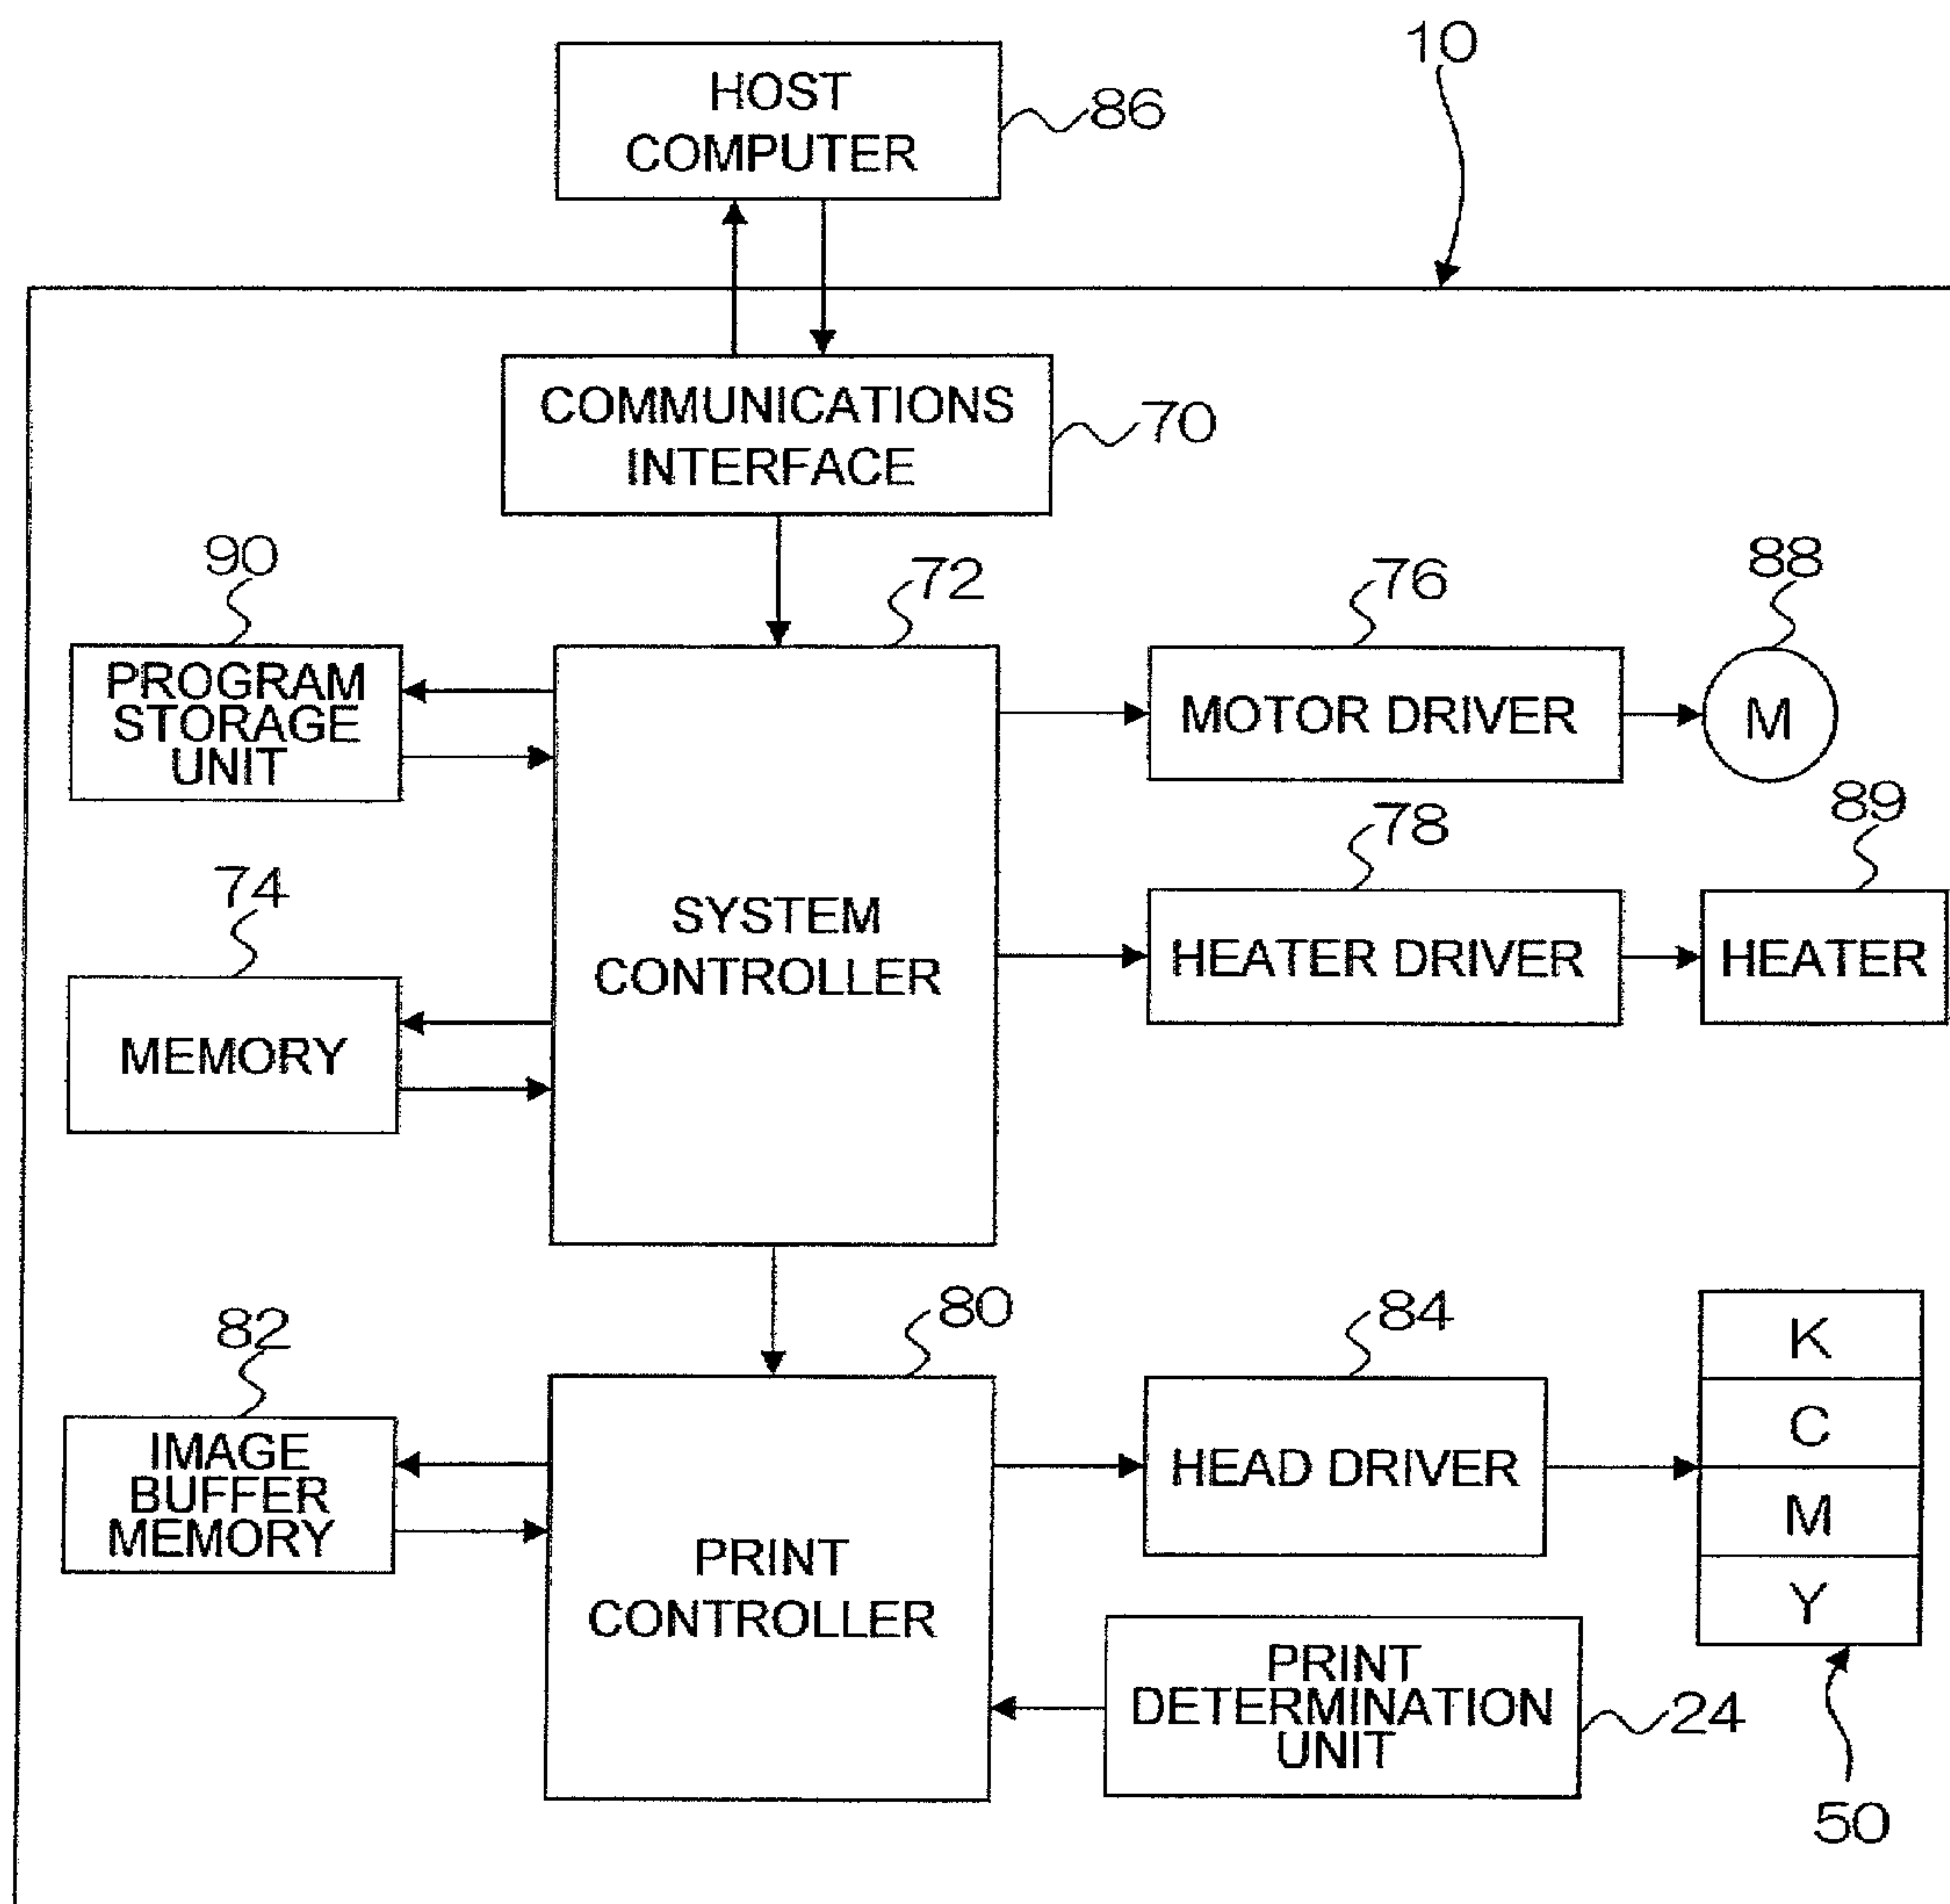 10
HOST
COMPUTER
86
COMMUNICATIONS
INTERFACE
70
90
72
76
88
PROGRAM
STORAGE
UNIT
MOTOR DRIVER
M
74
78
89
SYSTEM
CONTROLLER
HEATER DRIVER
HEATER
MEMORY
82
80
84
K
C
M
Y
IMAGE
BUFFER
MEMORY
HEAD DRIVER
PRINT
CONTROLLER
PRINT
DETERMINATION
UNIT
24
50